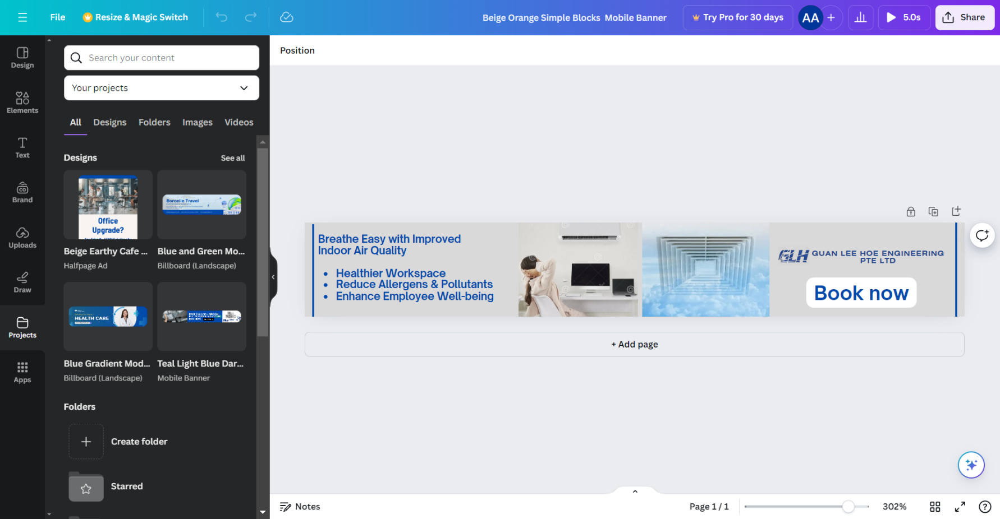 File
Resize & Magic Switch
Beige Orange Simple Blocks Mobile Banner
Try Pro for 30 days
AA
+
5.0s
Share
Design
Elements
Text
Brand
Uploads
Draw
Projects
Apps
Search your content
Your projects
All
Designs
Folders
Images
Videos
Designs
See all
Office
Upgrade?
Beige Earthy Cafe ...
Halfpage Ad
Borcelle Travel
Blue and Green Mo...
Billboard (Landscape)
HEALTH CARE
Blue Gradient Mod...
Billboard (Landscape)
Teal Light Blue Dar...
Mobile Banner
Folders
Create folder
Starred
Position
Breathe Easy with Improved
Indoor Air Quality
• Healthier Workspace
• Reduce Allergens & Pollutants
• Enhance Employee Well-being
GLH GUAN LEE HOE ENGINEERING
PTE LTD
Book now
+ Add page
Notes
Page 1 / 1
302%